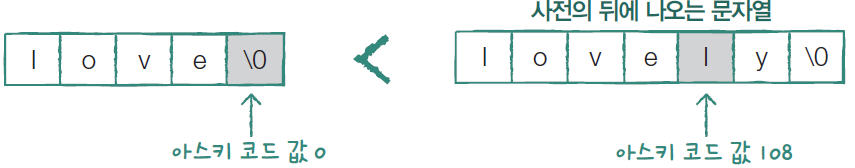 사전의 뒤에 나오는 문자열
l o v e \0 < l o v e l y \0
아스키 코드 값 0 아스키 코드 값 108